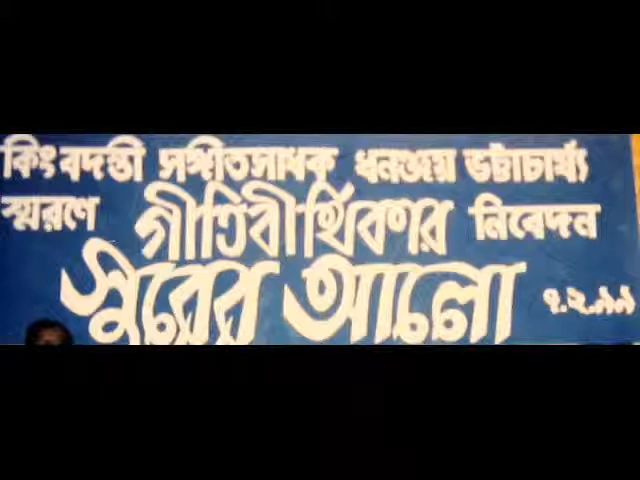 কিংবদন্তী সঙ্গীতসাধক ধনঞ্জয় ভট্টাচার্য্য
স্মরণে গীতিবীথিকার নিবেদন
সুরের আলো ৭.২.৯৯